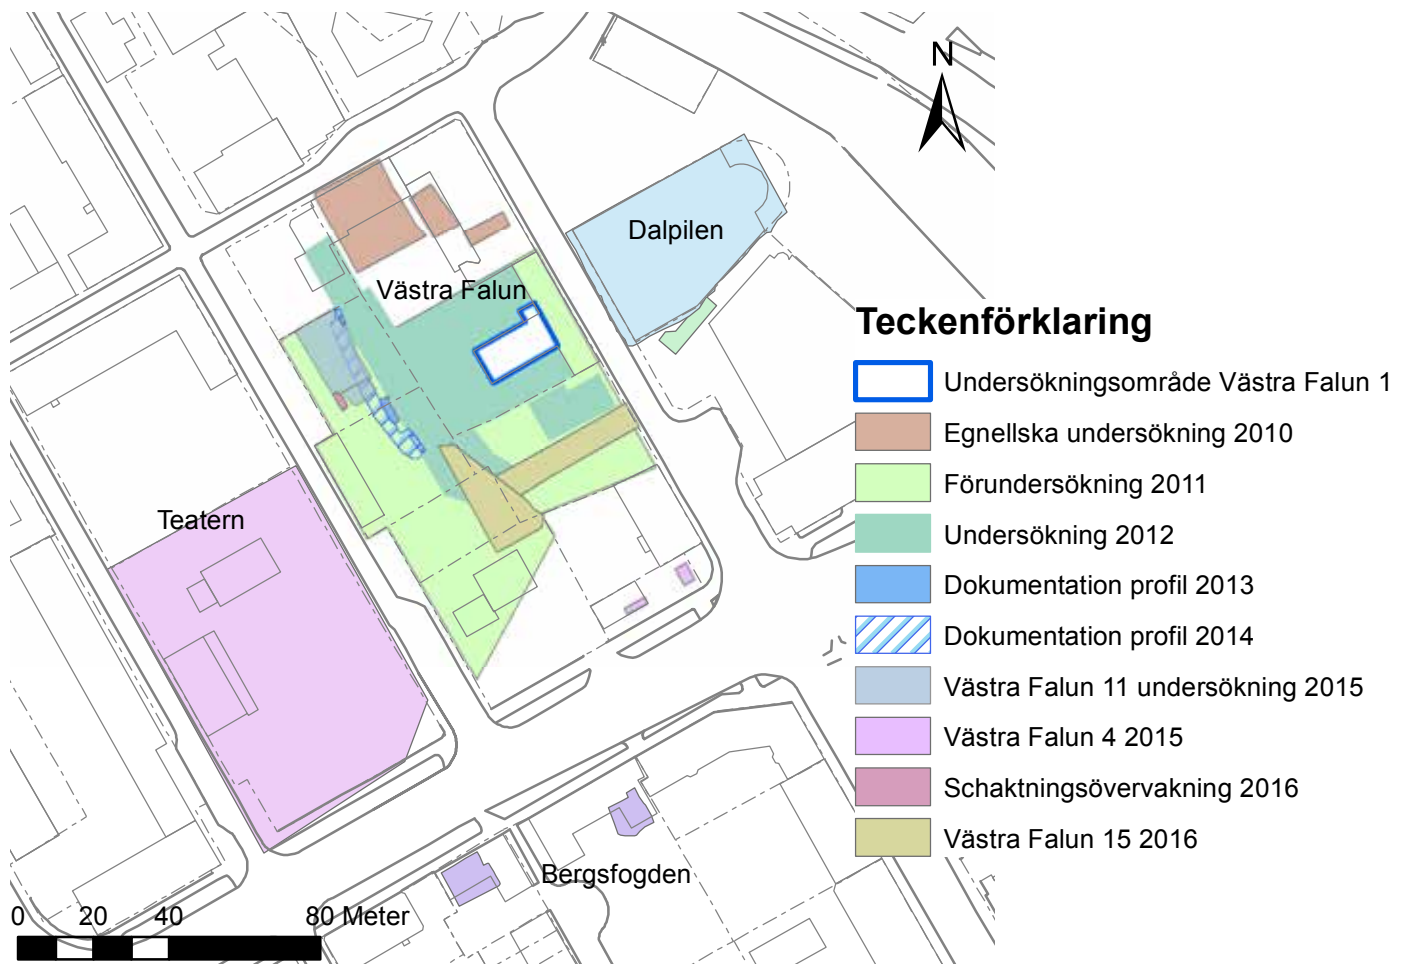 N
Dalpilen
Västra Falun
Teckenförklaring
Undersökningsområde Västra Falun 1
Egnellska undersökning 2010
Förundersökning 2011
Teatern
Undersökning 2012
Dokumentation profil 2013
Dokumentation profil 2014
Västra Falun 11 undersökning 2015
Västra Falun 4 2015
Schaktningsövervakning 2016
Västra Falun 15 2016
Bergsfogden
0 20 40 80 Meter